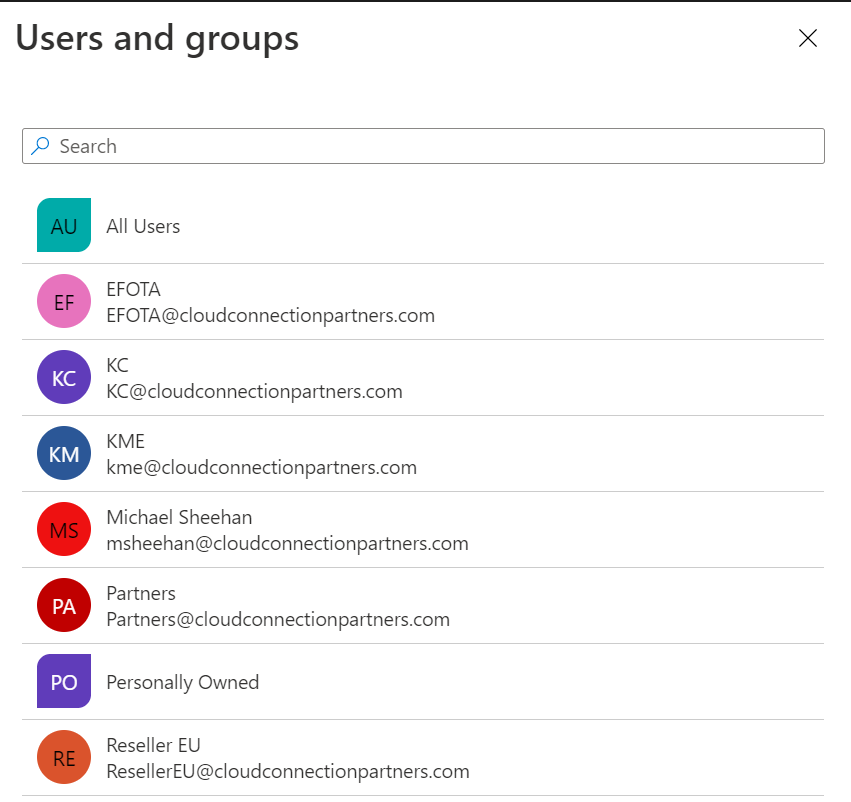 Users and groups
Search
AU All Users
EF EFOTA
EFOTA@cloudconnectionpartners.com
KC KC
KC@cloudconnectionpartners.com
KM KME
kme@cloudconnectionpartners.com
MS Michael Sheehan
msheehan@cloudconnectionpartners.com
PA Partners
Partners@cloudconnectionpartners.com
PO Personally Owned
RE Reseller EU
ResellerEU@cloudconnectionpartners.com